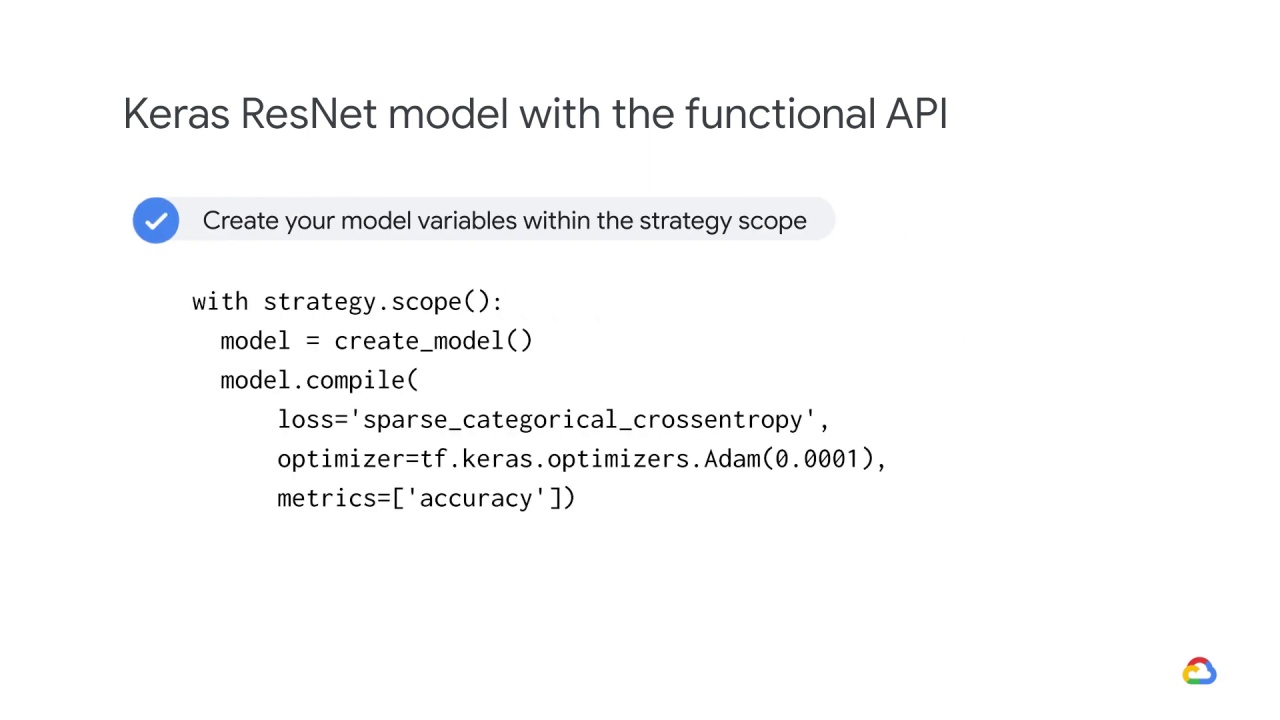 Keras ResNet model with the functional API
Create your model variables within the strategy scope
with strategy.scope():
  model = create_model()
  model.compile(
      loss='sparse_categorical_crossentropy',
      optimizer=tf.keras.optimizers.Adam(0.0001),
      metrics=['accuracy'])